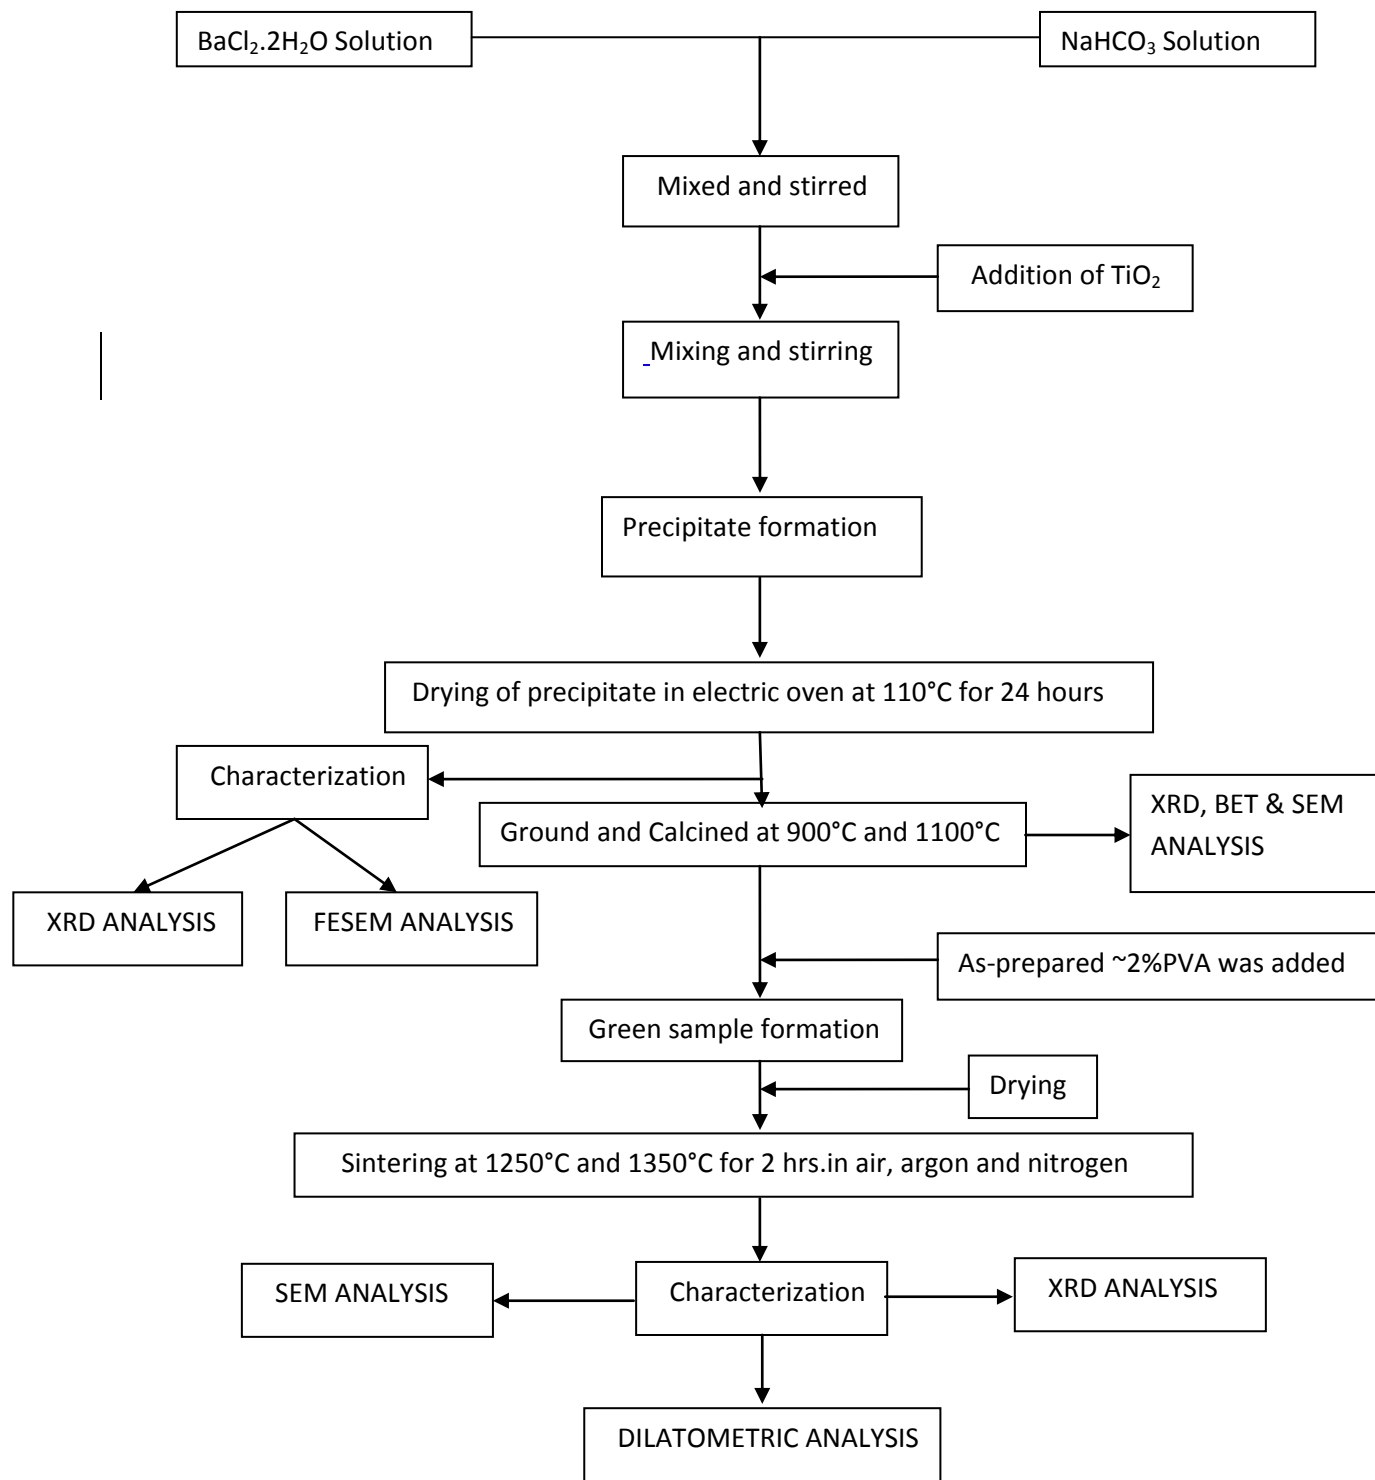 BaCl₂.2H₂O Solution
NaHCO₃ Solution
Mixed and stirred
Addition of TiO₂
Mixing and stirring
Precipitate formation
Drying of precipitate in electric oven at 110°C for 24 hours
Characterization
XRD, BET & SEM
ANALYSIS
Ground and Calcined at 900°C and 1100°C
XRD ANALYSIS
FESEM ANALYSIS
As-prepared ~2%PVA was added
Green sample formation
Drying
Sintering at 1250°C and 1350°C for 2 hrs.in air, argon and nitrogen
SEM ANALYSIS
Characterization
XRD ANALYSIS
DILATOMETRIC ANALYSIS